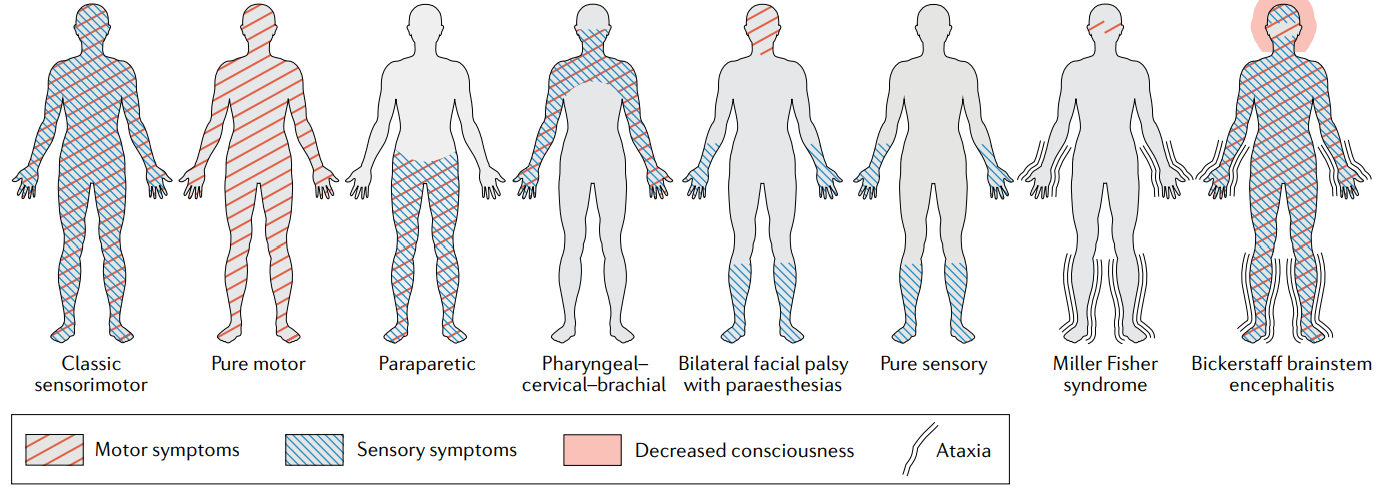 Classic
sensorimotor
Pure motor
Paraparetic
Pharyngeal–
cervical–brachial
Bilateral facial palsy
with paraesthesias
Pure sensory
Miller Fisher
syndrome
Bickerstaff brainstem
encephalitis
Motor symptoms
Sensory symptoms
Decreased consciousness
Ataxia